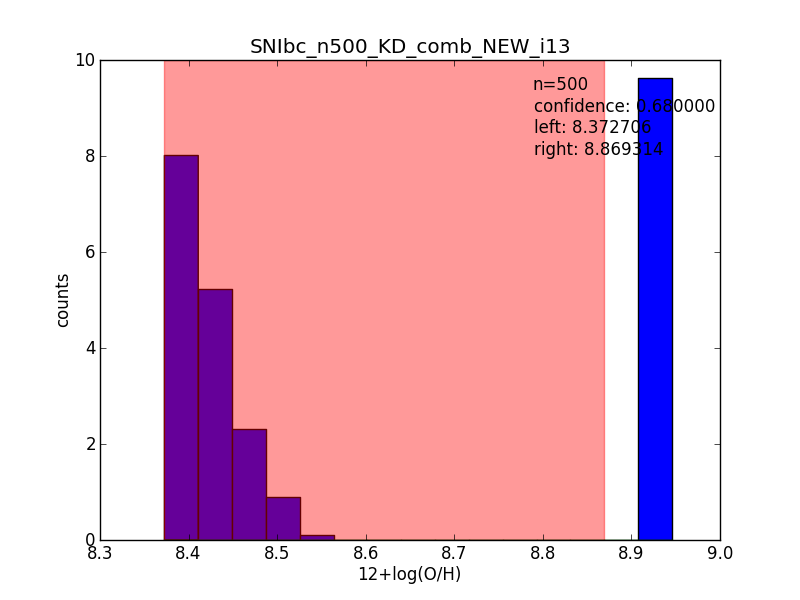 SNIbc_n500_KD_comb_NEW_i13
10
8
6
4
2
0
counts
n=500
confidence: 0.680000
left: 8.372706
right: 8.869314
8.3 8.4 8.5 8.6 8.7 8.8 8.9 9.0
12+log(O/H)